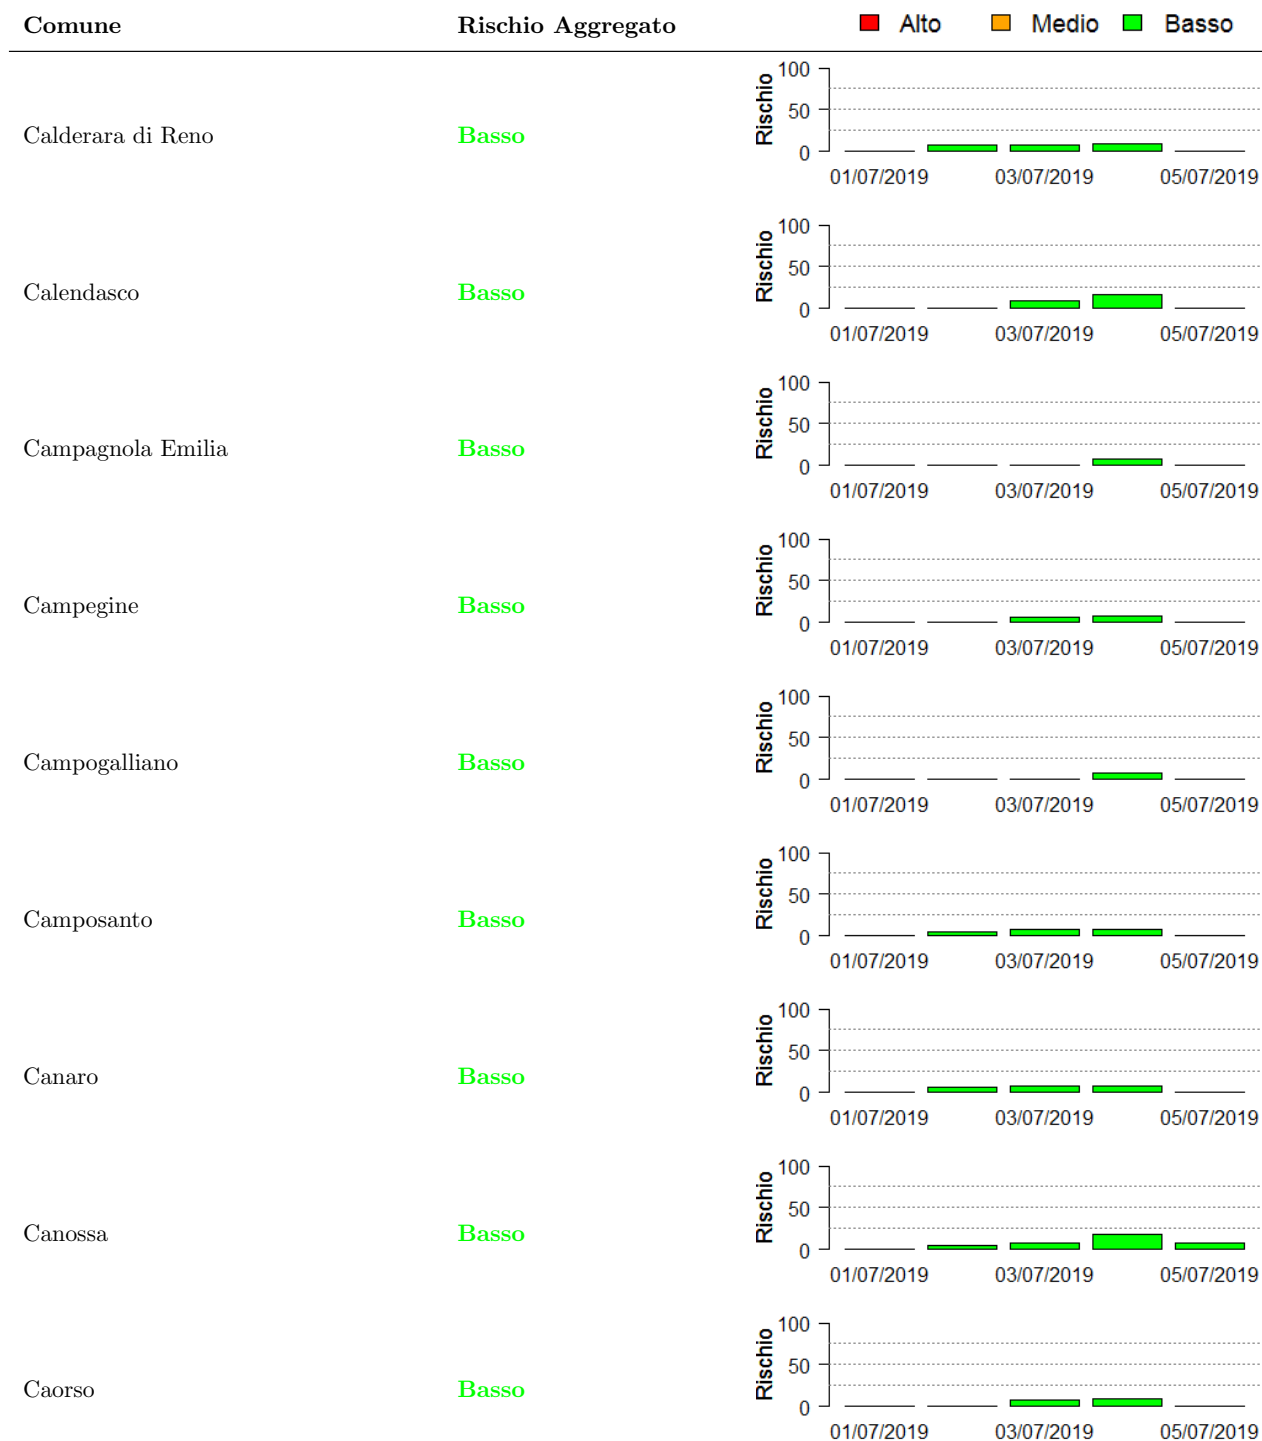 Comune Rischio Aggregato Alto Medio Basso
Calderara di Reno Basso Rischio 100 50 0
01/07/2019 03/07/2019 05/07/2019
Calendasco Basso Rischio 100 50 0
01/07/2019 03/07/2019 05/07/2019
Campagnola Emilia Basso Rischio 100 50 0
01/07/2019 03/07/2019 05/07/2019
Campegine Basso Rischio 100 50 0
01/07/2019 03/07/2019 05/07/2019
Campogalliano Basso Rischio 100 50 0
01/07/2019 03/07/2019 05/07/2019
Camposanto Basso Rischio 100 50 0
01/07/2019 03/07/2019 05/07/2019
Canaro Basso Rischio 100 50 0
01/07/2019 03/07/2019 05/07/2019
Canossa Basso Rischio 100 50 0
01/07/2019 03/07/2019 05/07/2019
Caorso Basso Rischio 100 50 0
01/07/2019 03/07/2019 05/07/2019